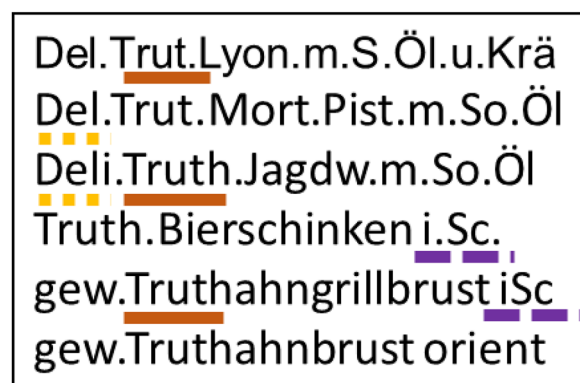 Del.Trut.Lyon.m.S.Öl.u.Krä
Del.Trut.Mort.Pist.m.So.Öl
Deli.Truth.Jagdw.m.So.Öl
Truth.Bierschinken i.Sc.
gew.Truthahngrillbrust iSc
gew.Truthahnbrust orient